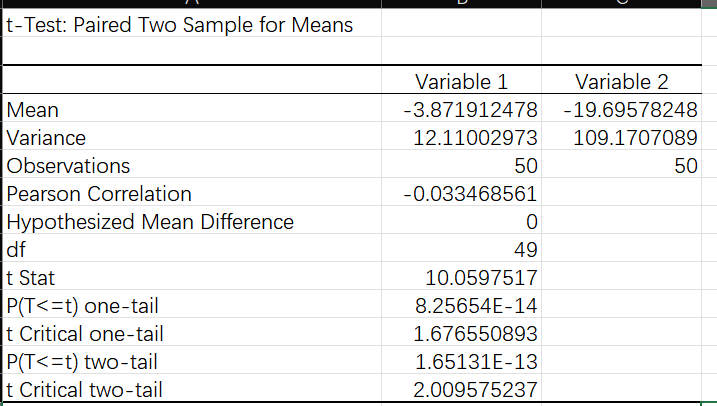 t-Test: Paired Two Sample for Means
Variable 1 Variable 2
Mean -3.871912478 -19.69578248
Variance 12.11002973 109.1707089
Observations 50 50
Pearson Correlation -0.033468561
Hypothesized Mean Difference 0
df 49
t Stat 10.0597517
P(T<=t) one-tail 8.25654E-14
t Critical one-tail 1.676550893
P(T<=t) two-tail 1.65131E-13
t Critical two-tail 2.009575237